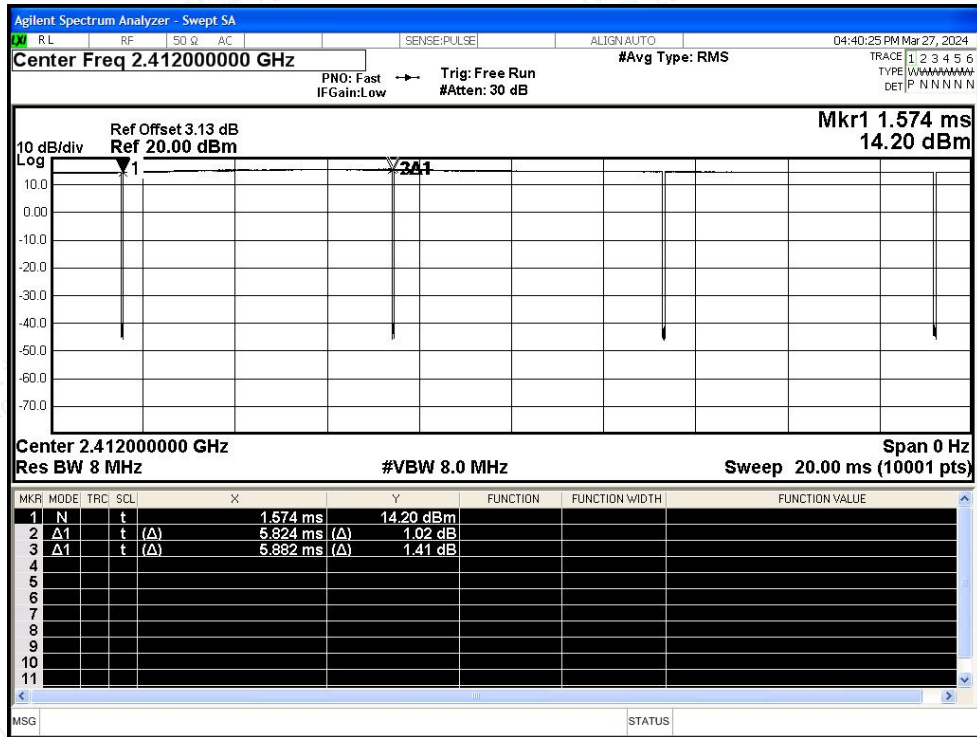 Agilent Spectrum Analyzer - Swept SA
LXI RL RF 50 Ω AC SENSE:PULSE ALIGN AUTO 04:40:25 PM Mar 27, 2024
Center Freq 2.412000000 GHz
PNO: Fast
IFGain:Low
Trig: Free Run
#Atten: 30 dB
#Avg Type: RMS
TRACE 1 2 3 4 5 6
TYPE W
DET P N N N N N
Mkr1 1.574 ms
14.20 dBm
Ref Offset 3.13 dB
10 dB/div Ref 20.00 dBm
Log
1
3Δ1
10.0
0.00
-10.0
-20.0
-30.0
-40.0
-50.0
-60.0
-70.0
Center 2.412000000 GHz Span 0 Hz
Res BW 8 MHz #VBW 8.0 MHz Sweep 20.00 ms (10001 pts)
MKR MODE TRC SCL X Y FUNCTION FUNCTION WIDTH FUNCTION VALUE
1 N t 1.574 ms 14.20 dBm
2 Δ1 t (Δ) 5.824 ms (Δ) 1.02 dB
3 Δ1 t (Δ) 5.882 ms (Δ) 1.41 dB
4
5
6
7
8
9
10
11
MSG STATUS